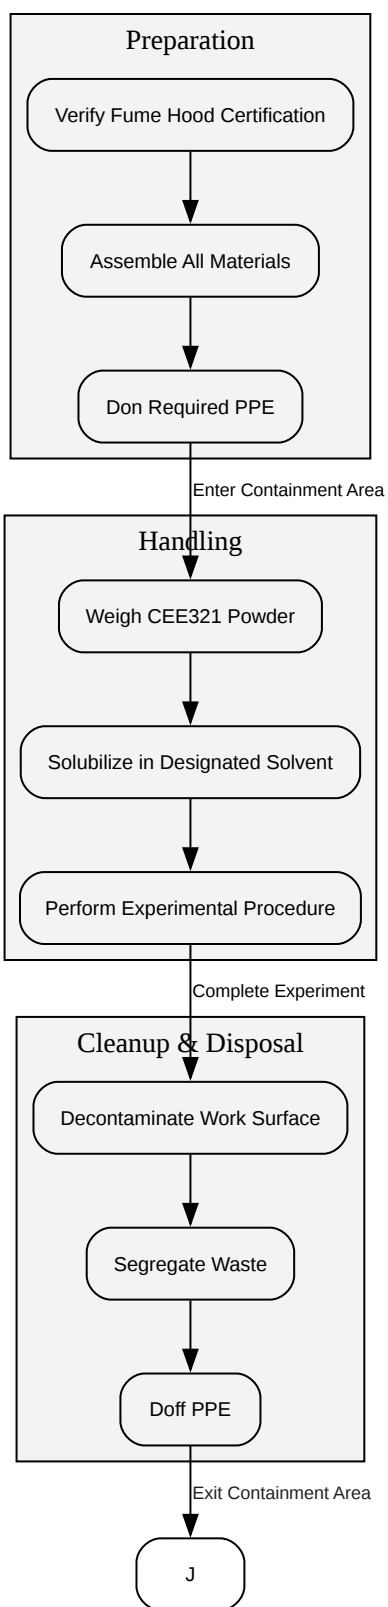 Preparation
Verify Fume Hood Certification
Assemble All Materials
Don Required PPE
Enter Containment Area
Handling
Weigh CEE321 Powder
Solubilize in Designated Solvent
Perform Experimental Procedure
Complete Experiment
Cleanup & Disposal
Decontaminate Work Surface
Segregate Waste
Doff PPE
Exit Containment Area
J